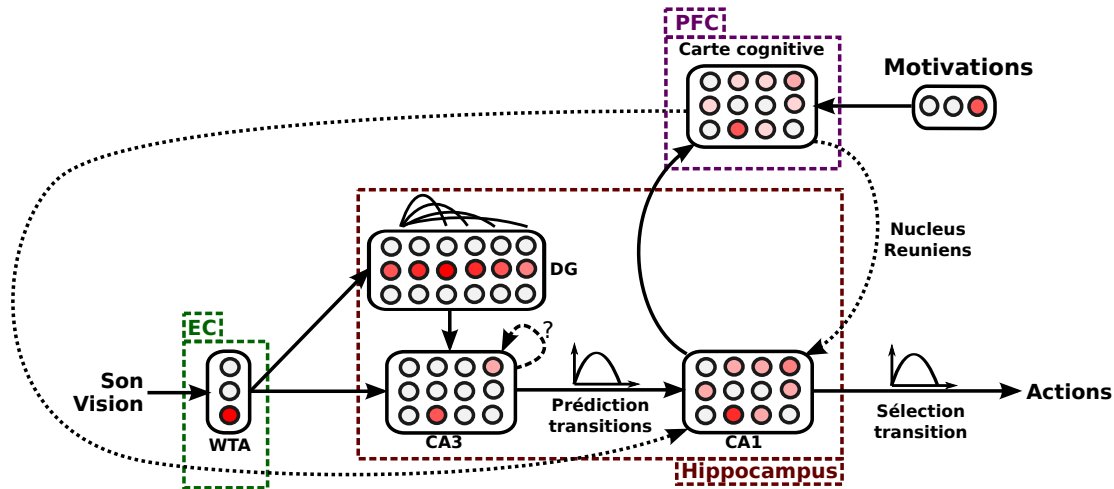 PFC
Carte cognitive
Motivations
Nucleus
Reuniens
DG
?
EC
Son
Vision
WTA
CA3
Prédiction
transitions
CA1
Sélection
transition
Actions
Hippocampus